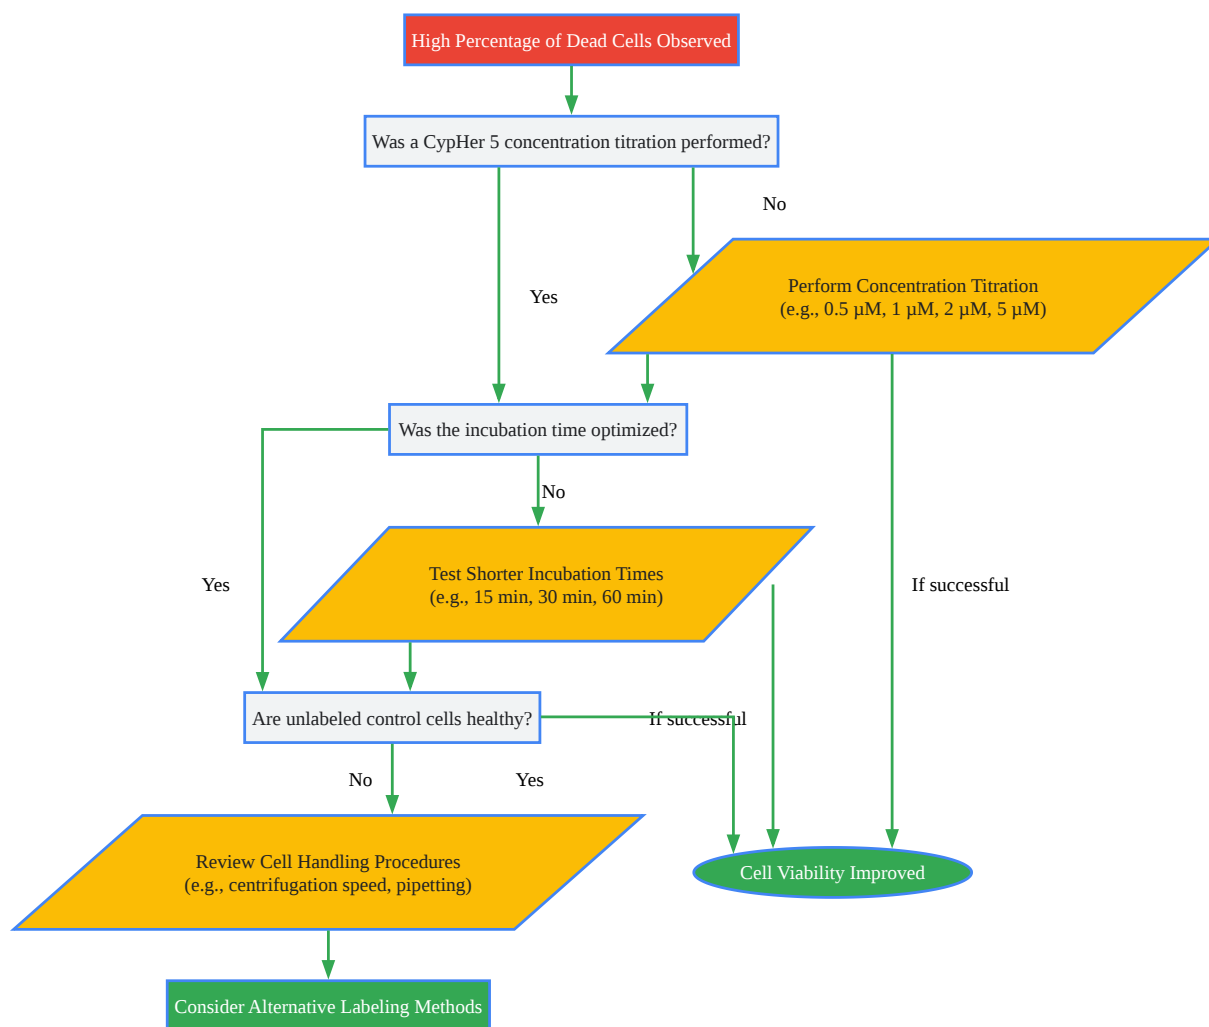 High Percentage of Dead Cells Observed
Was a CypHer 5 concentration titration performed?
No
Perform Concentration Titration
(e.g., 0.5 µM, 1 µM, 2 µM, 5 µM)
Yes
Was the incubation time optimized?
No
Test Shorter Incubation Times
(e.g., 15 min, 30 min, 60 min)
Yes
If successful
Are unlabeled control cells healthy?
If successful
No
Yes
Review Cell Handling Procedures
(e.g., centrifugation speed, pipetting)
Cell Viability Improved
Consider Alternative Labeling Methods